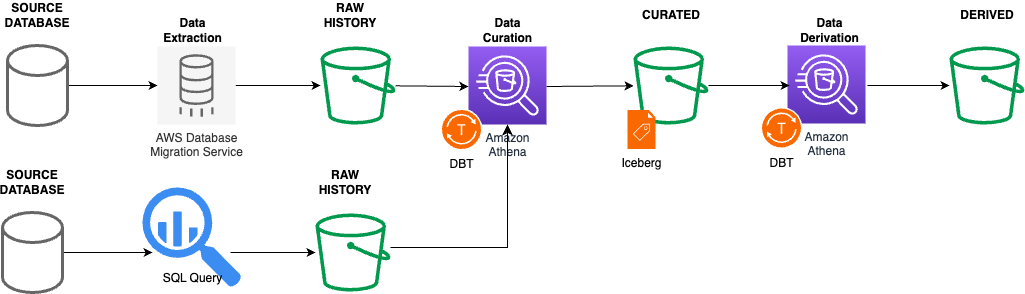 SOURCE
DATABASE
Data
Extraction
AWS Database
Migration Service
RAW
HISTORY
Data
Curation
Amazon
Athena
DBT
CURATED
Iceberg
Data
Derivation
Amazon
Athena
DBT
DERIVED
SOURCE
DATABASE
SQL Query
RAW
HISTORY